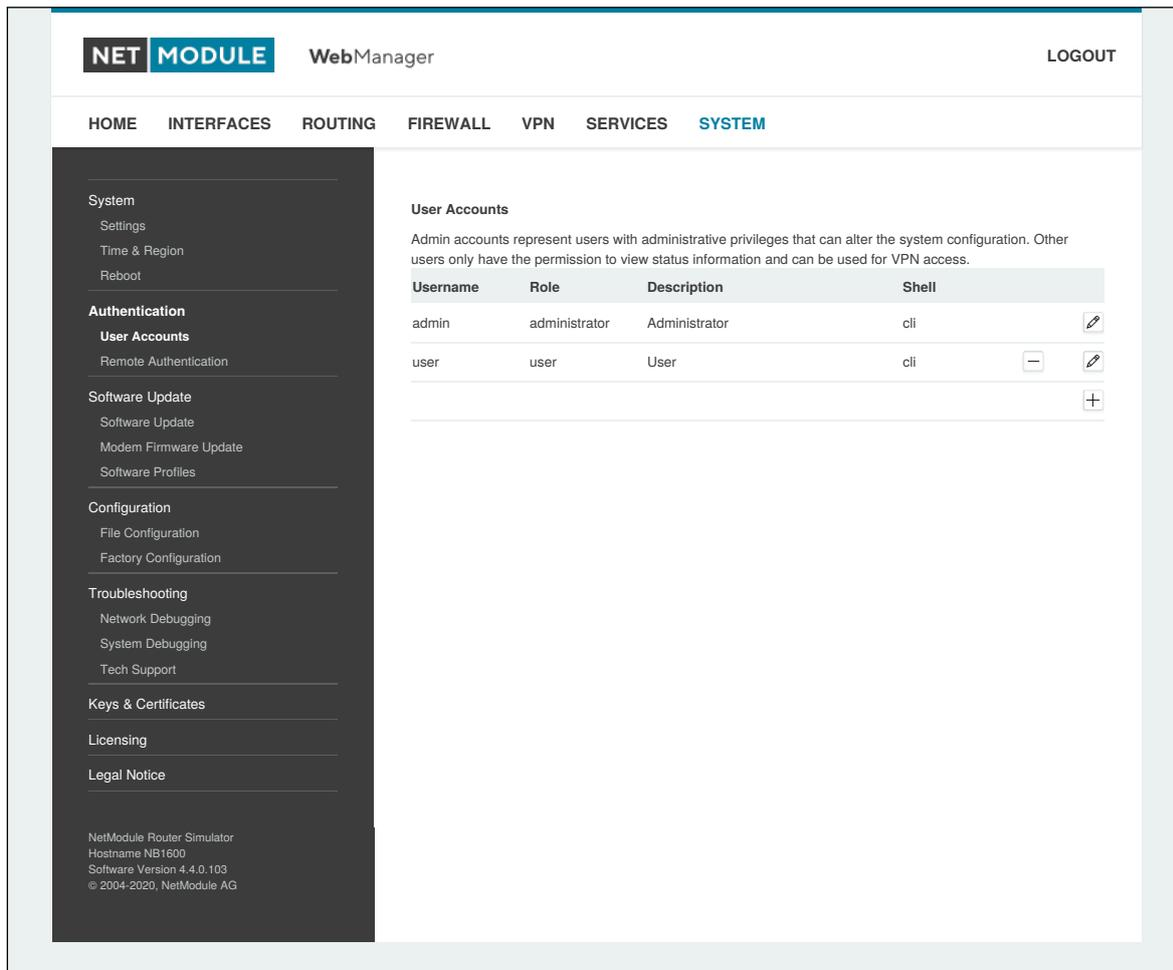 NET MODULE WebManager LOGOUT
HOME INTERFACES ROUTING FIREWALL VPN SERVICES SYSTEM
System
Settings
Time & Region
Reboot
Authentication
User Accounts
Remote Authentication
Software Update
Software Update
Modem Firmware Update
Software Profiles
Configuration
File Configuration
Factory Configuration
Troubleshooting
Network Debugging
System Debugging
Tech Support
Keys & Certificates
Licensing
Legal Notice
NetModule Router Simulator
Hostname NB1600
Software Version 4.4.0.103
© 2004-2020, NetModule AG
User Accounts
Admin accounts represent users with administrative privileges that can alter the system configuration. Other
users only have the permission to view status information and can be used for VPN access.
Username Role Description Shell
admin administrator Administrator cli
user user User cli